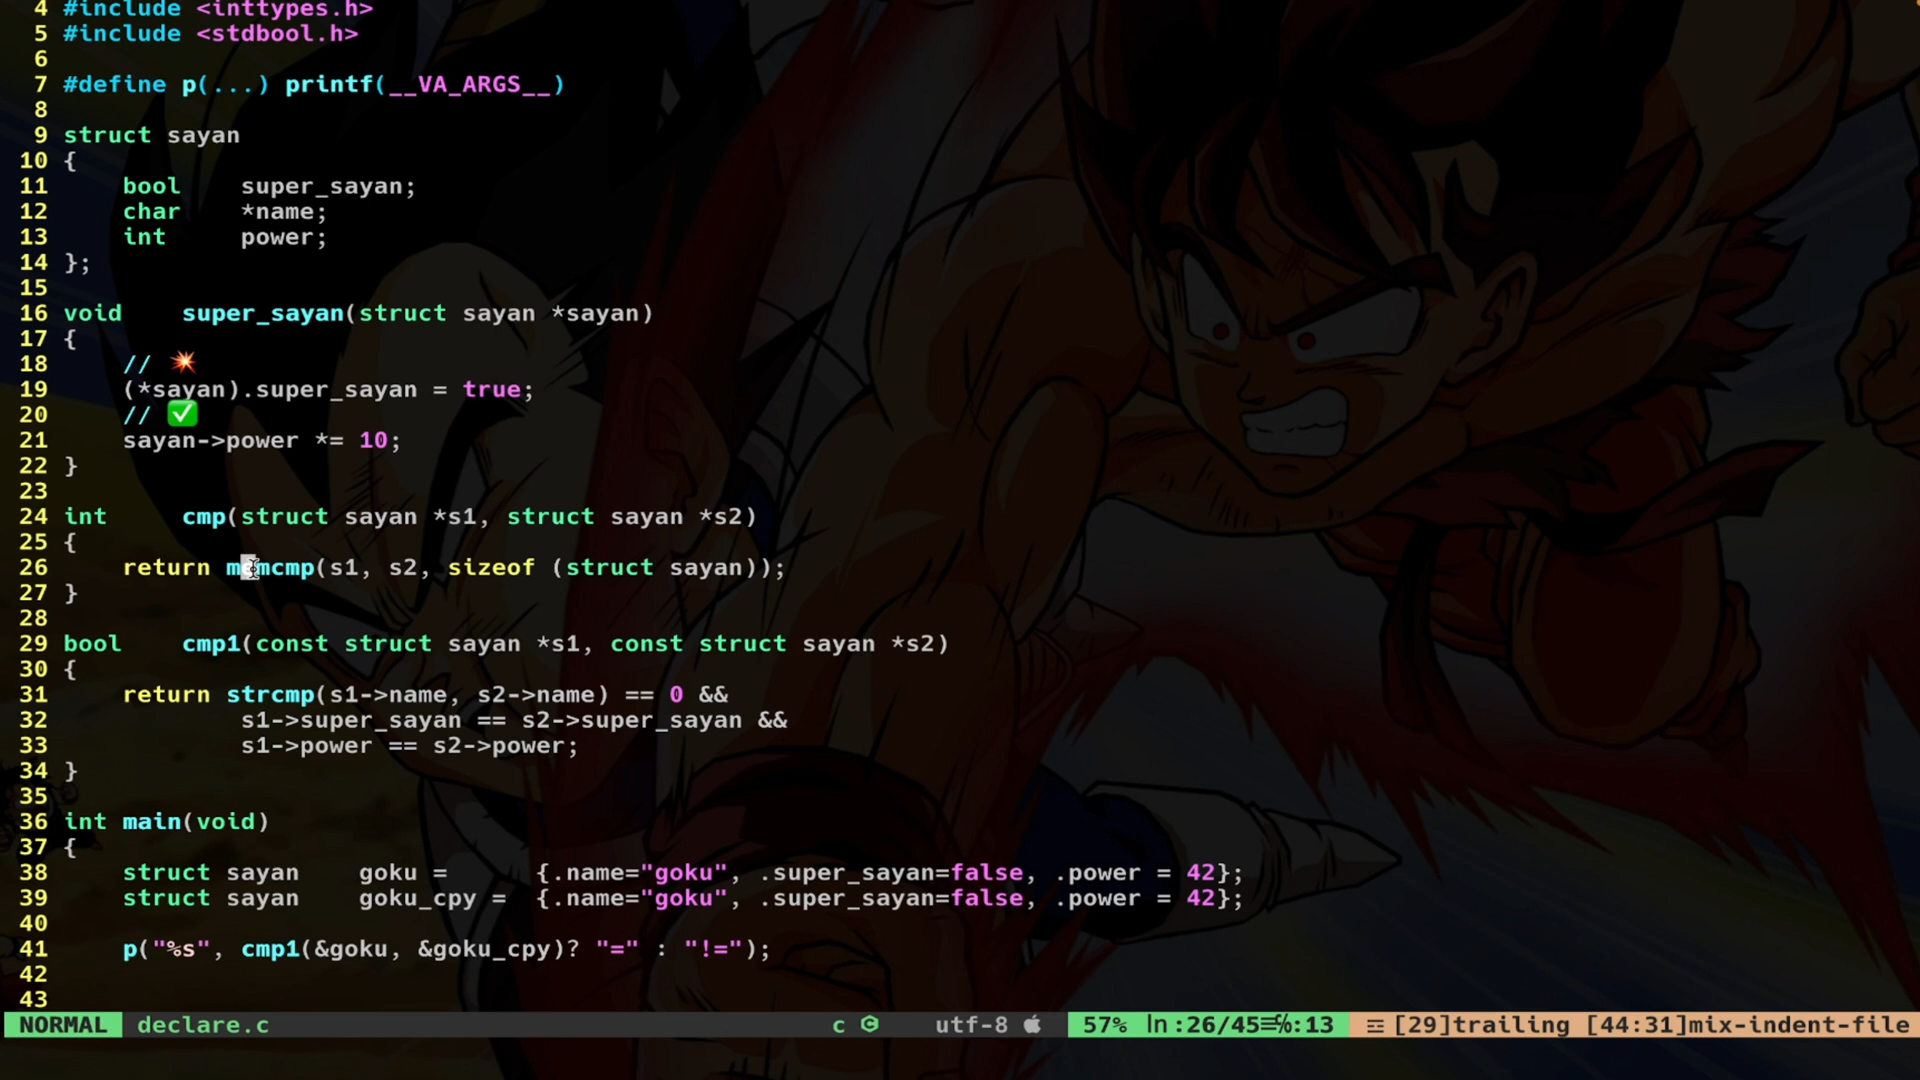 4 #include <inttypes.h>
5 #include <stdbool.h>
6
7 #define p(...) printf(__VA_ARGS__)
8
9 struct sayan
10 {
11     bool    super_sayan;
12     char    *name;
13     int     power;
14 };
15
16 void    super_sayan(struct sayan *sayan)
17 {
18     // 💥
19     (*sayan).super_sayan = true;
20     // ✅
21     sayan->power *= 10;
22 }
23
24 int     cmp(struct sayan *s1, struct sayan *s2)
25 {
26     return memcmp(s1, s2, sizeof (struct sayan));
27 }
28
29 bool    cmp1(const struct sayan *s1, const struct sayan *s2)
30 {
31     return strcmp(s1->name, s2->name) == 0 &&
32             s1->super_sayan == s2->super_sayan &&
33             s1->power == s2->power;
34 }
35
36 int main(void)
37 {
38     struct sayan    goku =      {.name="goku", .super_sayan=false, .power = 42};
39     struct sayan    goku_cpy =  {.name="goku", .super_sayan=false, .power = 42};
40
41     p("%s", cmp1(&goku, &goku_cpy)? "=" : "!=");
42
43
NORMAL declare.c c utf-8 57% ln:26/45≡%:13 ☲ [29]trailing [44:31]mix-indent-file